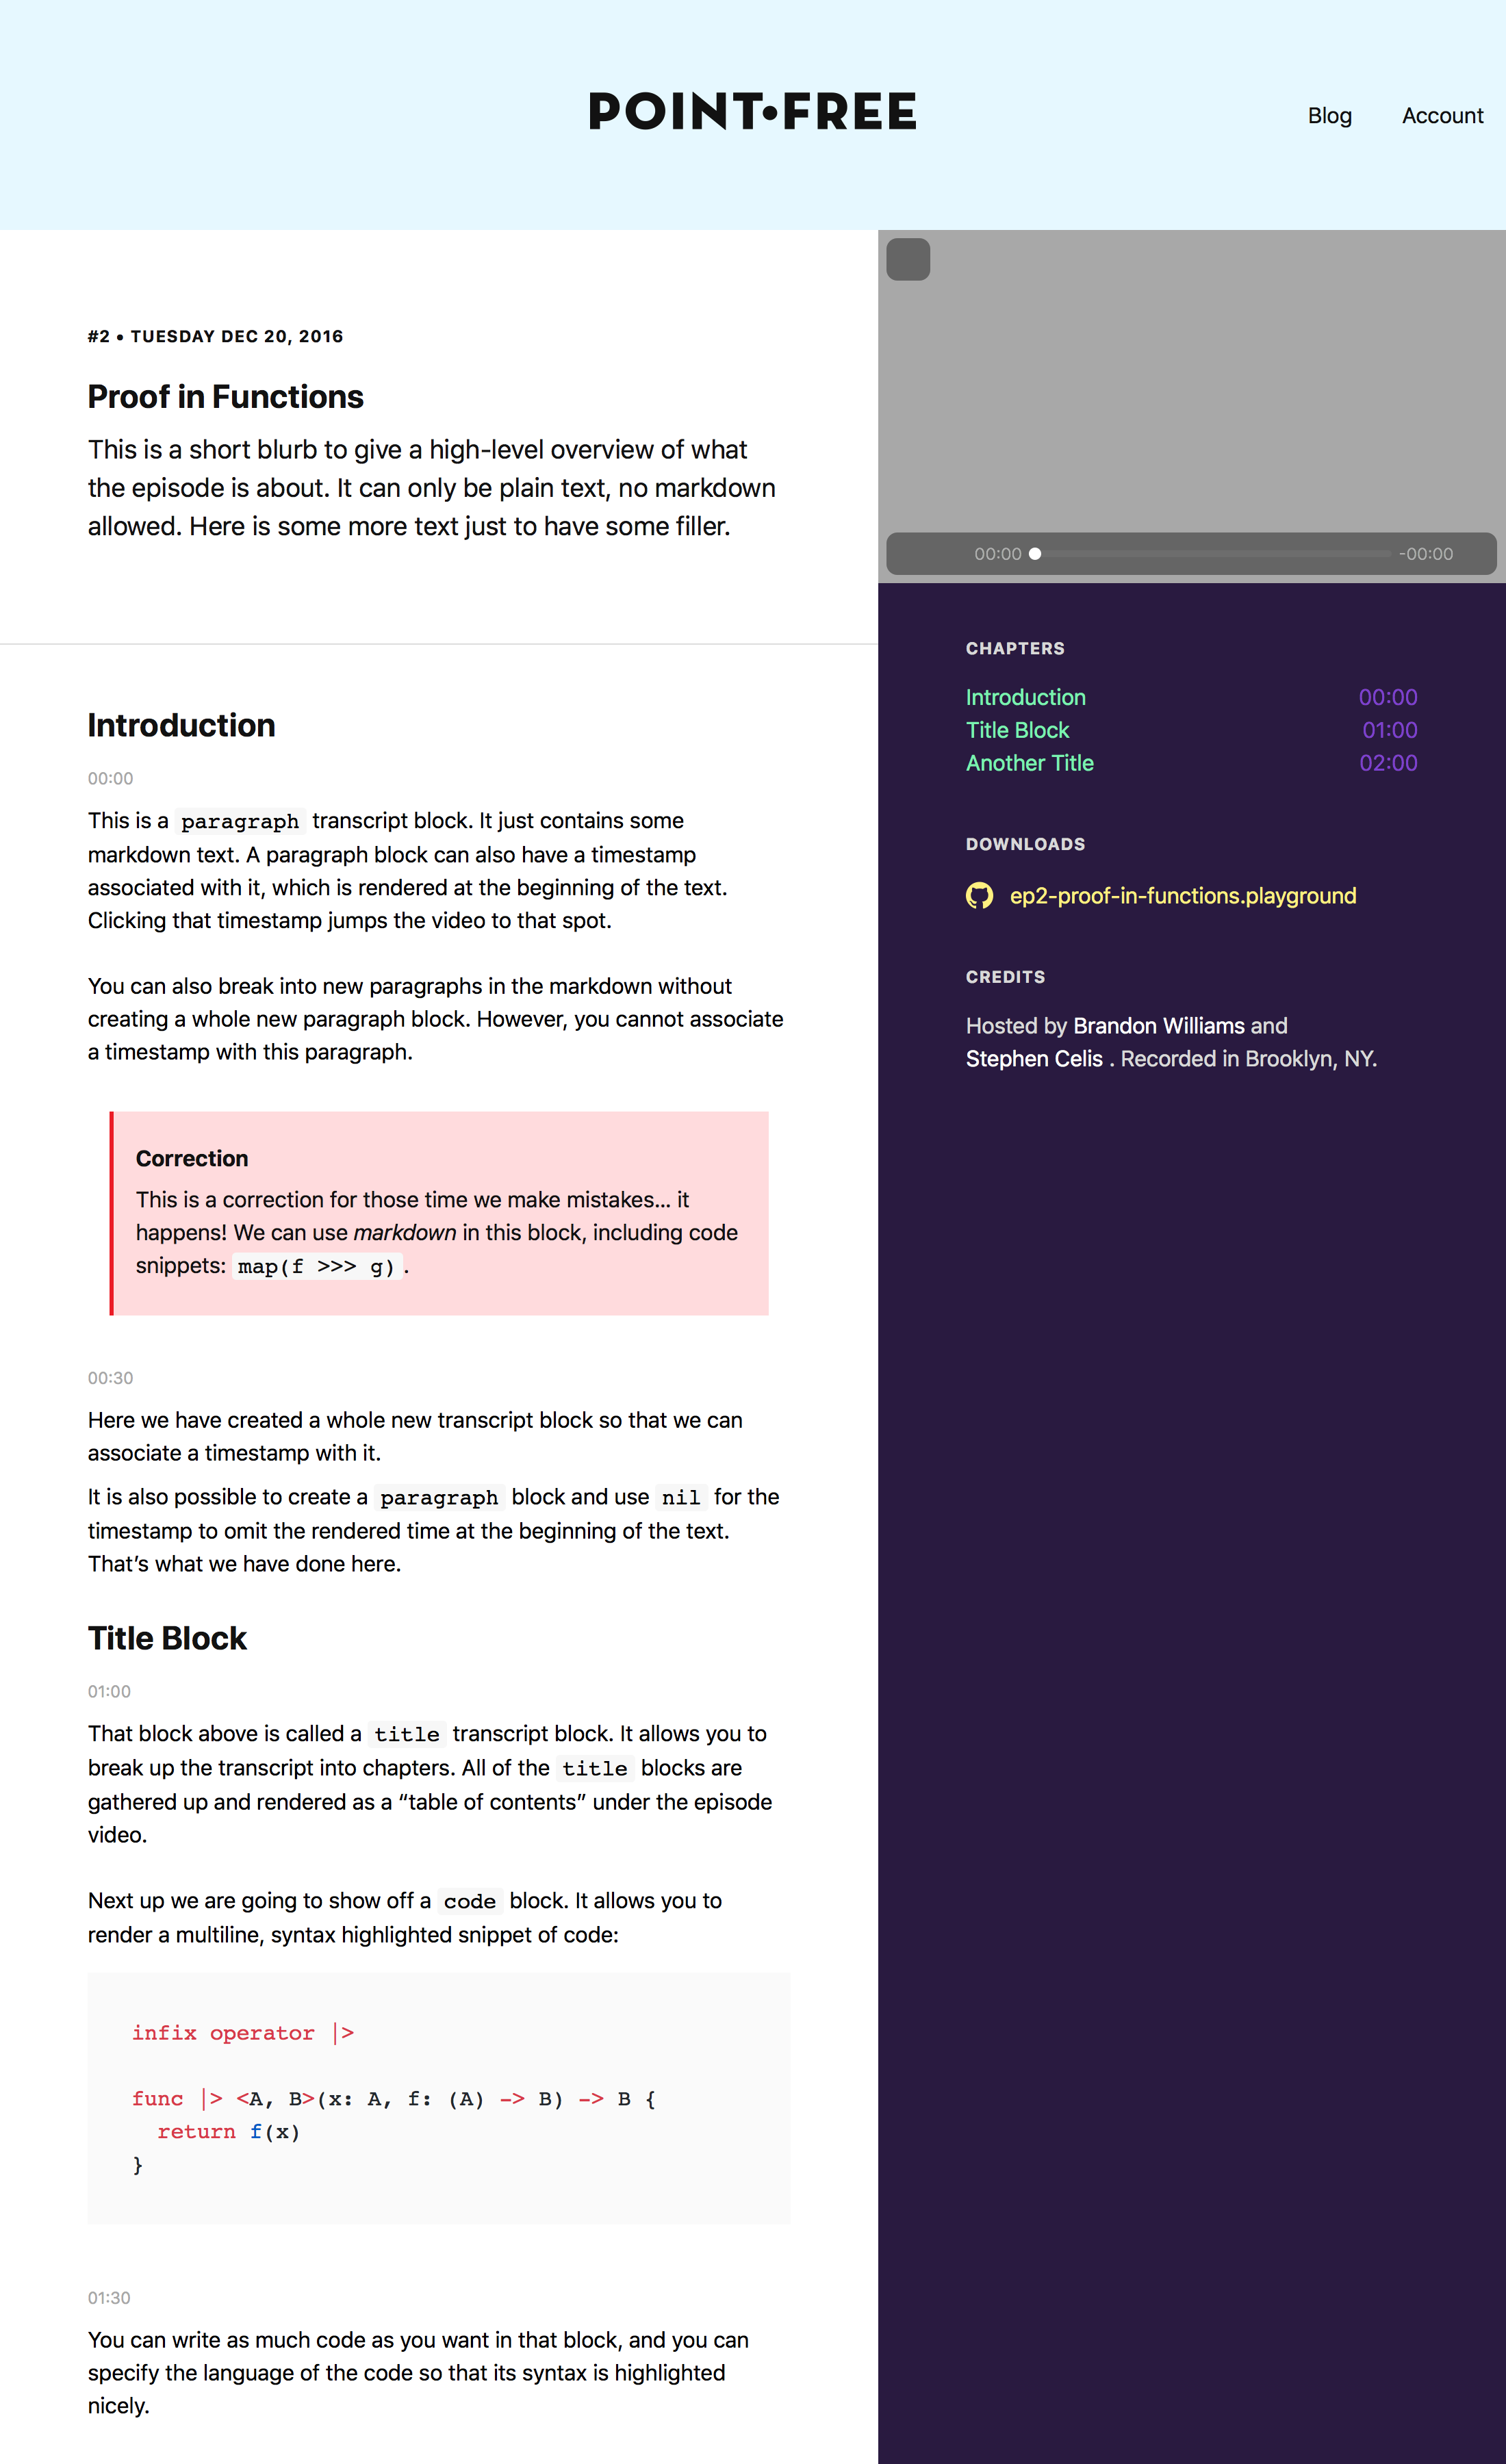 POINT•FREE
Blog
Account
#2 • TUESDAY DEC 20, 2016
Proof in Functions
This is a short blurb to give a high-level overview of what
the episode is about. It can only be plain text, no markdown
allowed. Here is some more text just to have some filler.
Introduction
00:00
This is a paragraph transcript block. It just contains some
markdown text. A paragraph block can also have a timestamp
associated with it, which is rendered at the beginning of the text.
Clicking that timestamp jumps the video to that spot.
You can also break into new paragraphs in the markdown without
creating a whole new paragraph block. However, you cannot associate
a timestamp with this paragraph.
Correction
This is a correction for those time we make mistakes... it
happens! We can use markdown in this block, including code
snippets: map(f >>> g).
00:30
Here we have created a whole new transcript block so that we can
associate a timestamp with it.
It is also possible to create a paragraph block and use nil for the
timestamp to omit the rendered time at the beginning of the text.
That’s what we have done here.
Title Block
01:00
That block above is called a title transcript block. It allows you to
break up the transcript into chapters. All of the title blocks are
gathered up and rendered as a “table of contents” under the episode
video.
Next up we are going to show off a code block. It allows you to
render a multiline, syntax highlighted snippet of code:
infix operator |>
func |> <A, B>(x: A, f: (A) -> B) -> B {
  return f(x)
}
01:30
You can write as much code as you want in that block, and you can
specify the language of the code so that its syntax is highlighted
nicely.
00:00
-00:00
CHAPTERS
Introduction 00:00
Title Block 01:00
Another Title 02:00
DOWNLOADS
ep2-proof-in-functions.playground
CREDITS
Hosted by Brandon Williams and
Stephen Celis . Recorded in Brooklyn, NY.